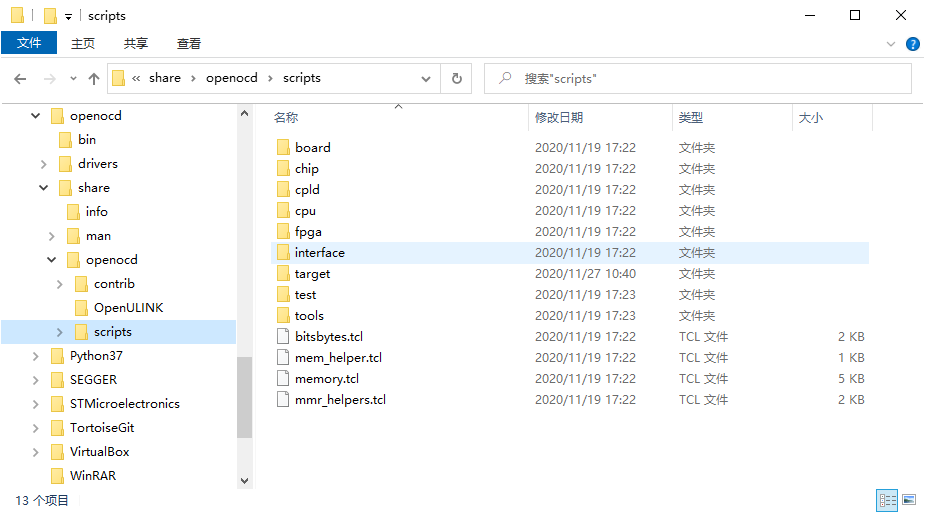 scripts
文件 主页 共享 查看
« share > openocd > scripts 搜索"scripts"
openocd
bin
drivers
share
info
man
openocd
contrib
OpenULINK
scripts
Python37
SEGGER
STMicroelectronics
TortoiseGit
VirtualBox
WinRAR
名称 修改日期 类型 大小
board 2020/11/19 17:22 文件夹
chip 2020/11/19 17:22 文件夹
cpld 2020/11/19 17:22 文件夹
cpu 2020/11/19 17:22 文件夹
fpga 2020/11/19 17:22 文件夹
interface 2020/11/19 17:22 文件夹
target 2020/11/27 10:40 文件夹
test 2020/11/19 17:23 文件夹
tools 2020/11/19 17:23 文件夹
bitsbytes.tcl 2020/11/19 17:22 TCL 文件 2 KB
mem_helper.tcl 2020/11/19 17:22 TCL 文件 1 KB
memory.tcl 2020/11/19 17:22 TCL 文件 5 KB
mmr_helpers.tcl 2020/11/19 17:22 TCL 文件 2 KB
13 个项目